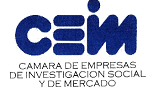 CEIM
CAMARA DE EMPRESAS
DE INVESTIGACION SOCIAL
Y DE MERCADO